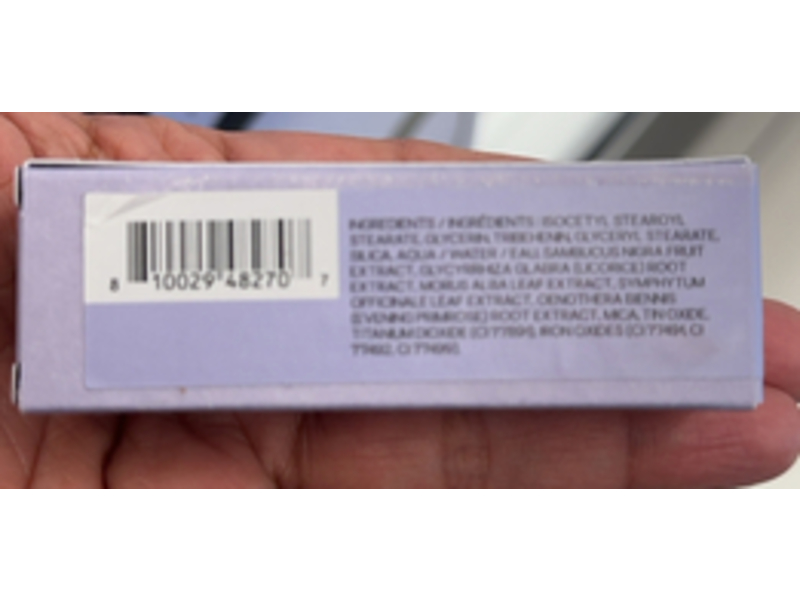 INGREDIENTS / INGRÉDIENTS: ISOCETYL STEAROYL
STEARATE, GLYCERIN, TRIBEHENIN, GLYCERYL STEARATE,
SILICA, AQUA / WATER / EAU, SAMBUCUS NIGRA FRUIT
EXTRACT, GLYCYRRHIZA GLABRA (LICORICE) ROOT
EXTRACT, MORUS ALBA LEAF EXTRACT, SYMPHYTUM
OFFICINALE LEAF EXTRACT, OENOTHERA BIENNIS
(EVENING PRIMROSE) ROOT EXTRACT, MICA, TIN OXIDE,
TITANIUM DIOXIDE (CI 77891), IRON OXIDES (CI 77491, CI
77492, CI 77499).
8 10029 48270 7